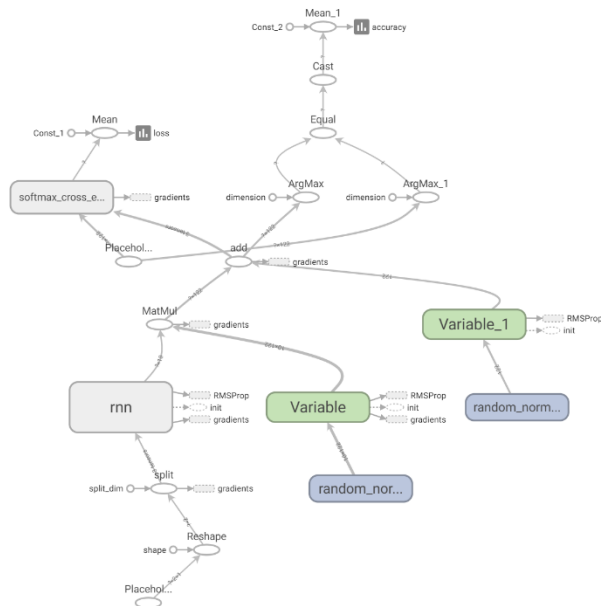 Mean_1
Const_2
accuracy
Cast
Equal
Mean
Const_1
loss
softmax_cross_e...
gradients
dimension
ArgMax
dimension
ArgMax_1
Placehol...
add
gradients
MatMul
gradients
Variable_1
RMSProp
init
rnn
RMSProp
init
gradients
Variable
RMSProp
init
gradients
random_norm...
split_dim
split
gradients
random_nor...
shape
Reshape
Placehol...